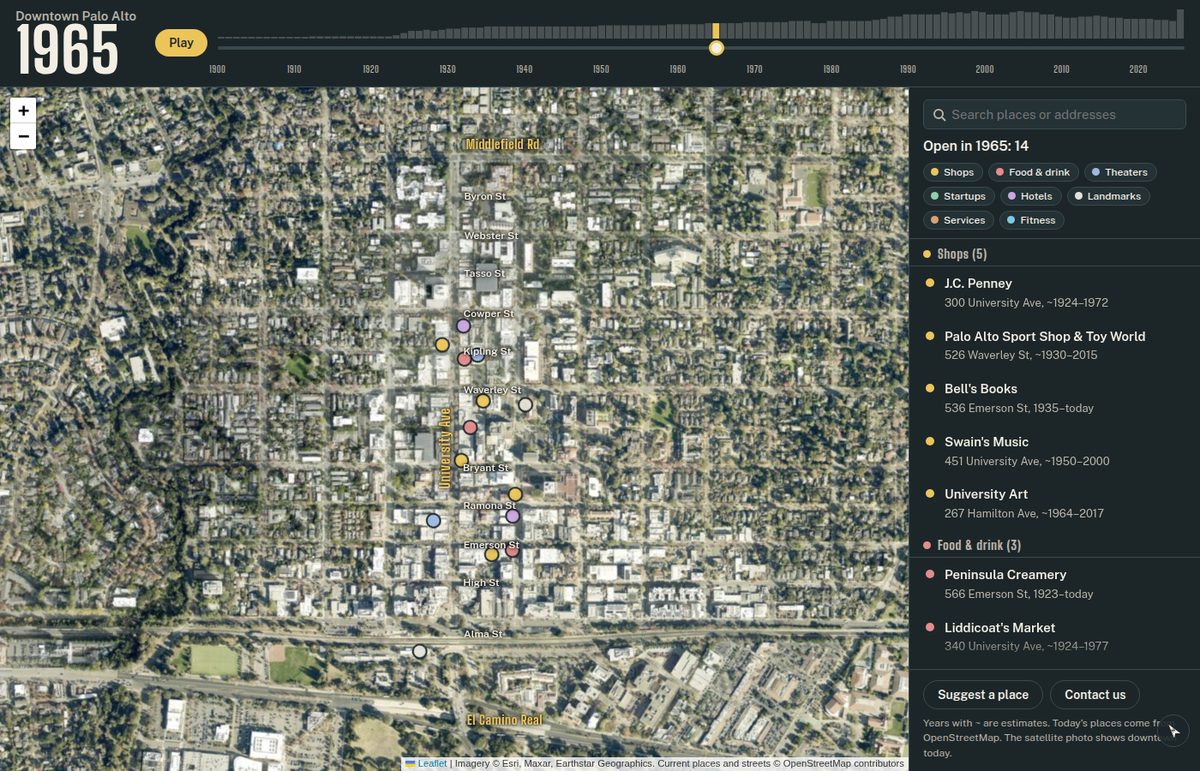 Downtown Palo Alto
1965
Play
1900 1910 1920 1930 1940 1950 1960 1970 1980 1990 2000 2010 2020
+
−
Middlefield Rd
Byron St
Webster St
Tasso St
Cowper St
Kipling St
Waverley St
University Ave
Bryant St
Ramona St
Emerson St
High St
Alma St
El Camino Real
Leaflet | Imagery © Esri, Maxar, Earthstar Geographics. Current places and streets © OpenStreetMap contributors
Search places or addresses
Open in 1965: 14
Shops Food & drink Theaters
Startups Hotels Landmarks
Services Fitness
Shops (5)
J.C. Penney
300 University Ave, ~1924–1972
Palo Alto Sport Shop & Toy World
526 Waverley St, ~1930–2015
Bell's Books
536 Emerson St, 1935–today
Swain's Music
451 University Ave, ~1950–2000
University Art
267 Hamilton Ave, ~1964–2017
Food & drink (3)
Peninsula Creamery
566 Emerson St, 1923–today
Liddicoat's Market
340 University Ave, ~1924–1977
Suggest a place Contact us
Years with ~ are estimates. Today's places come
OpenStreetMap. The satellite photo shows
today.